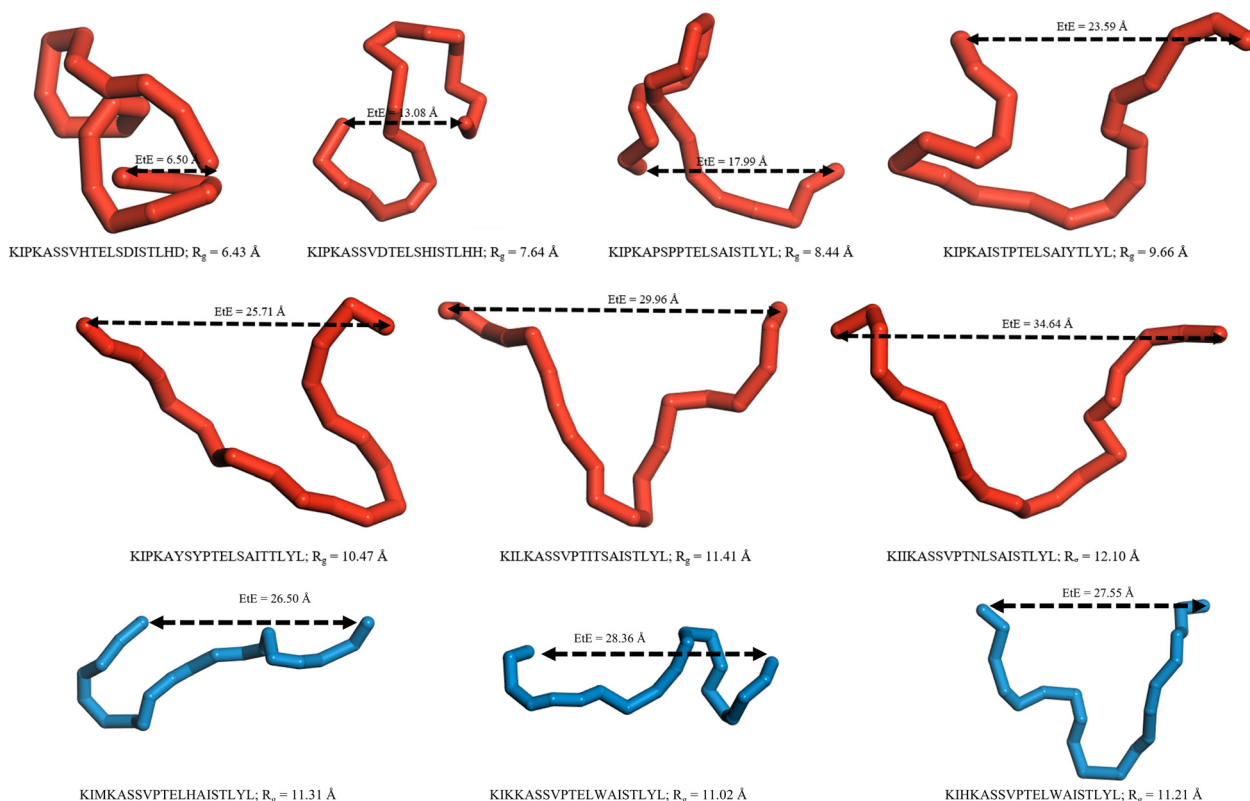 EtE = 6.50 Å
EtE = 13.08 Å
EtE = 17.99 Å
EtE = 23.59 Å
KIPKASSVHTELSDISTLHD; Rg = 6.43 Å
KIPKASSVDTELSHISTLHH; Rg = 7.64 Å
KIPKAPSPPTELSAISTLYL; Rg = 8.44 Å
KIPKAISTPTELSAIYTLYL; Rg = 9.66 Å
EtE = 25.71 Å
EtE = 29.96 Å
EtE = 34.64 Å
KIPKAYSYPTELSAITTLYL; Rg = 10.47 Å
KILKASSVPTITSAISTLYL; Rg = 11.41 Å
KIIKASSVPTNLSAISTLYL; Rg = 12.10 Å
EtE = 26.50 Å
EtE = 28.36 Å
EtE = 27.55 Å
KIMKASSVPTELHAISTLYL; Rg = 11.31 Å
KIKKASSVPTELWAISTLYL; Rg = 11.02 Å
KIHKASSVPTELWAISTLYL; Rg = 11.21 Å